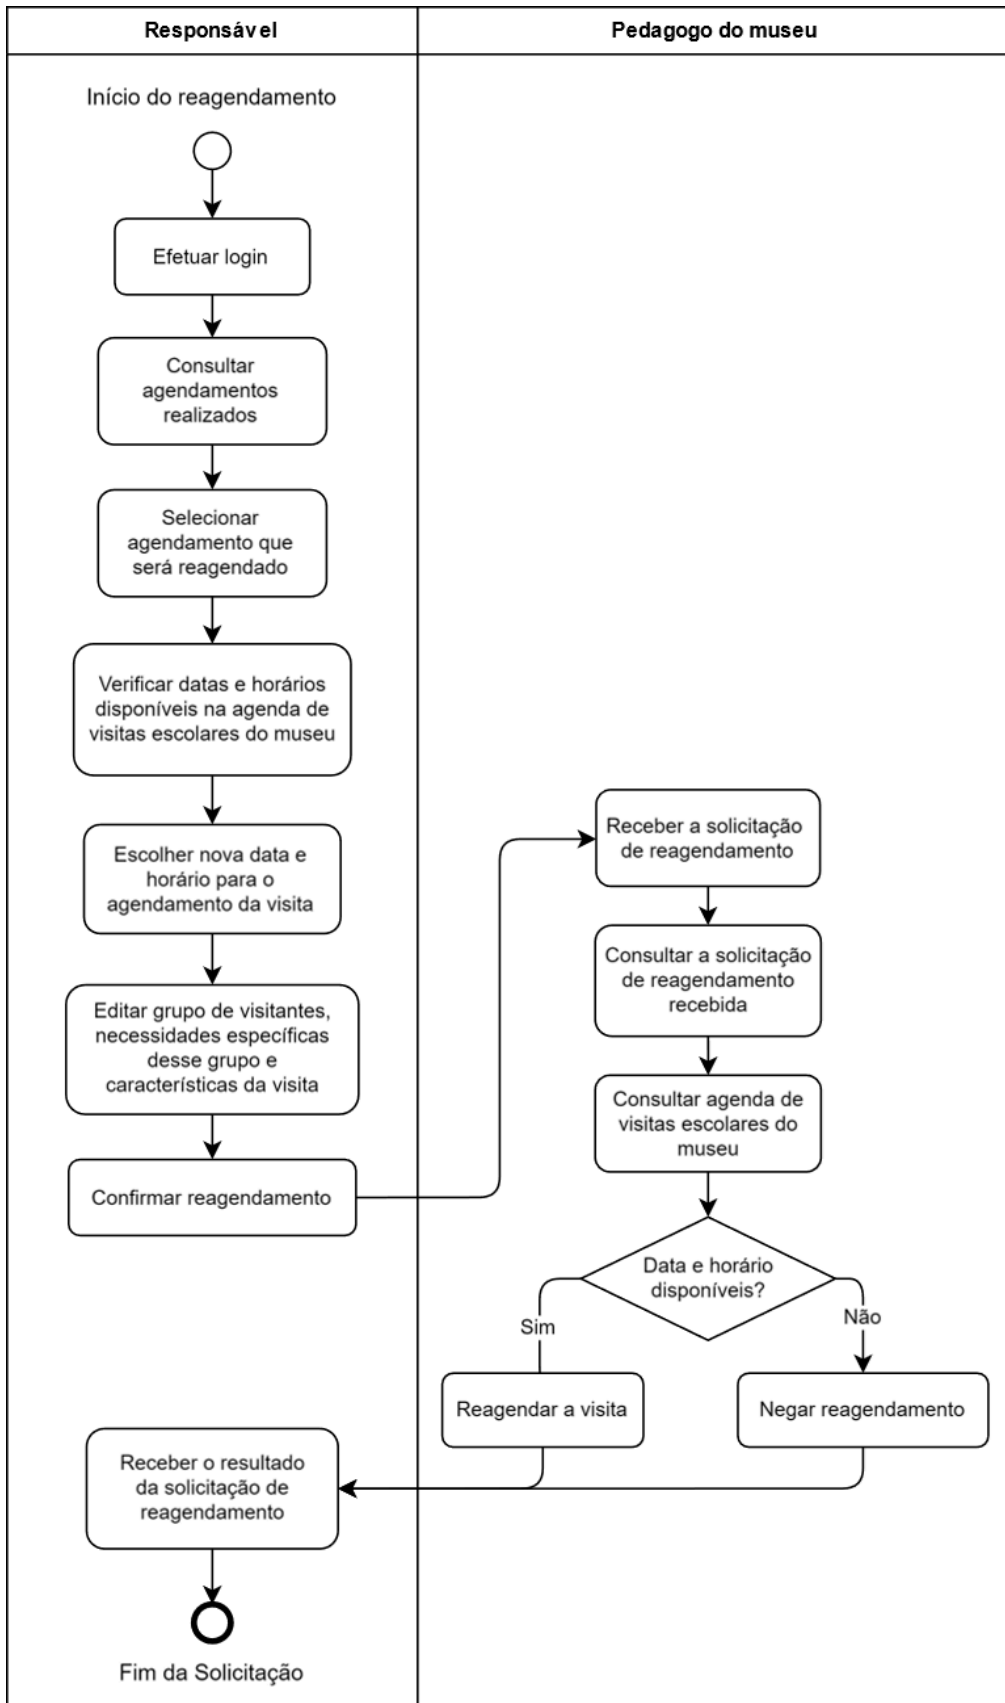 Responsável
Pedagogo do museu
Início do reagendamento
Efetuar login
Consultar
agendamentos
realizados
Selecionar
agendamento que
será reagendado
Verificar datas e horários
disponíveis na agenda de
visitas escolares do museu
Escolher nova data e
horário para o
agendamento da visita
Editar grupo de visitantes,
necessidades específicas
desse grupo e
características da visita
Confirmar reagendamento
Receber a solicitação
de reagendamento
Consultar a solicitação
de reagendamento
recebida
Consultar agenda de
visitas escolares do
museu
Data e horário
disponíveis?
Sim
Não
Reagendar a visita
Negar reagendamento
Receber o resultado
da solicitação de
reagendamento
Fim da Solicitação